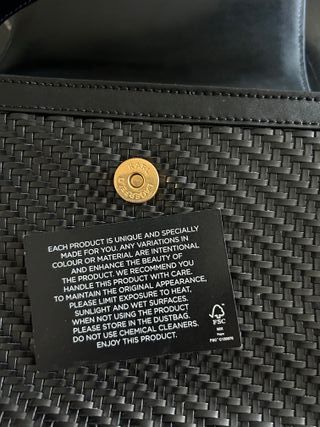 EACH PRODUCT IS UNIQUE AND SPECIALLY
MADE FOR YOU. ANY VARIATIONS IN
COLOUR OR MATERIAL ARE INTENTIONAL
AND ENHANCE THE BEAUTY OF
THE PRODUCT. WE RECOMMEND YOU
HANDLE THIS PRODUCT WITH CARE.
TO MAINTAIN THE ORIGINAL APPEARANCE,
PLEASE LIMIT EXPOSURE TO HEAT,
SUNLIGHT AND WET SURFACES.
WHEN NOT USING THE PRODUCT
PLEASE STORE IN THE DUSTBAG.
DO NOT USE CHEMICAL CLEANERS.
ENJOY THIS PRODUCT.
FSC